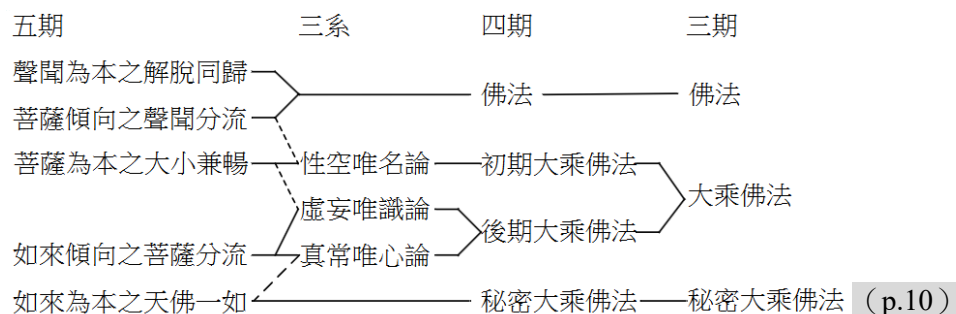 五期 三系 四期 三期
聲聞為本之解脫同歸
佛法 佛法
菩薩傾向之聲聞分流
菩薩為本之大小兼暢 性空唯名論 初期大乘佛法
大乘佛法
虛妄唯識論
後期大乘佛法
如來傾向之菩薩分流 真常唯心論
如來為本之天佛一如 秘密大乘佛法 秘密大乘佛法 (p.10)